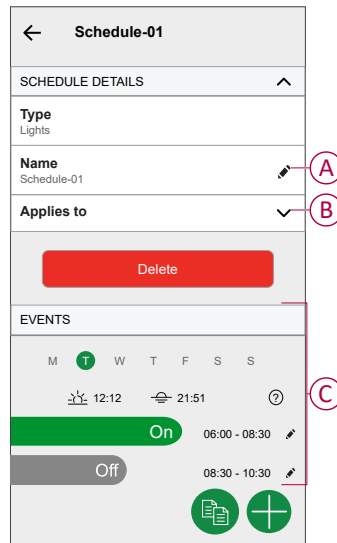 Schedule-01
SCHEDULE DETAILS
Type
Lights
Name
Schedule-01
A
Applies to
B
Delete
EVENTS
M T W T F S S
12:12 21:51 ?
C
On 06:00 - 08:30
Off 08:30 - 10:30